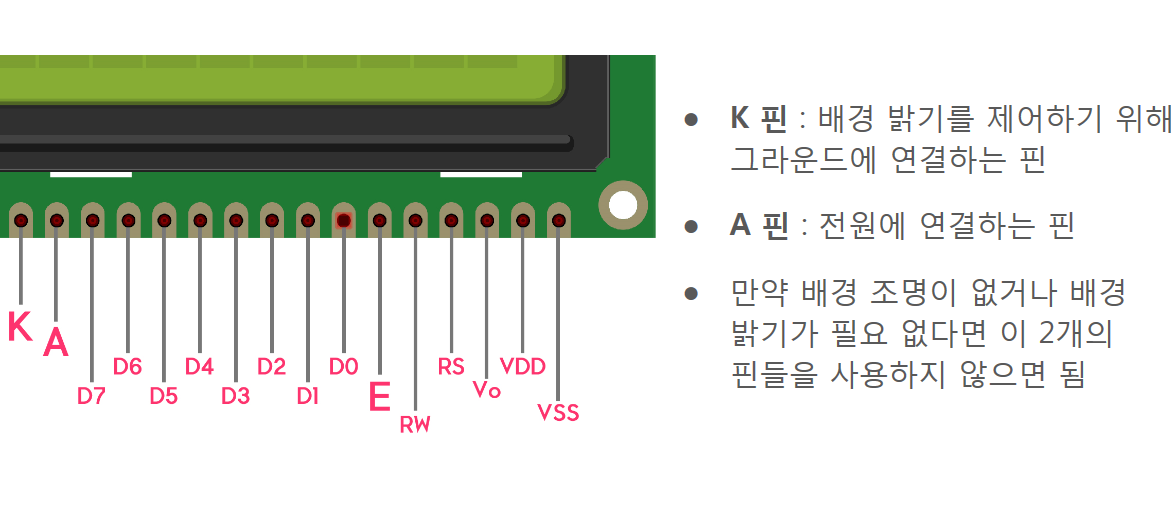 ● K 핀 : 배경 밝기를 제어하기 위해
그라운드에 연결하는 핀
● A 핀 : 전원에 연결하는 핀
● 만약 배경 조명이 없거나 배경
밝기가 필요 없다면 이 2개의
핀들을 사용하지 않으면 됨
K
A
D7
D6
D5
D4
D3
D2
D1
D0
E
RW
RS
Vo
VDD
VSS